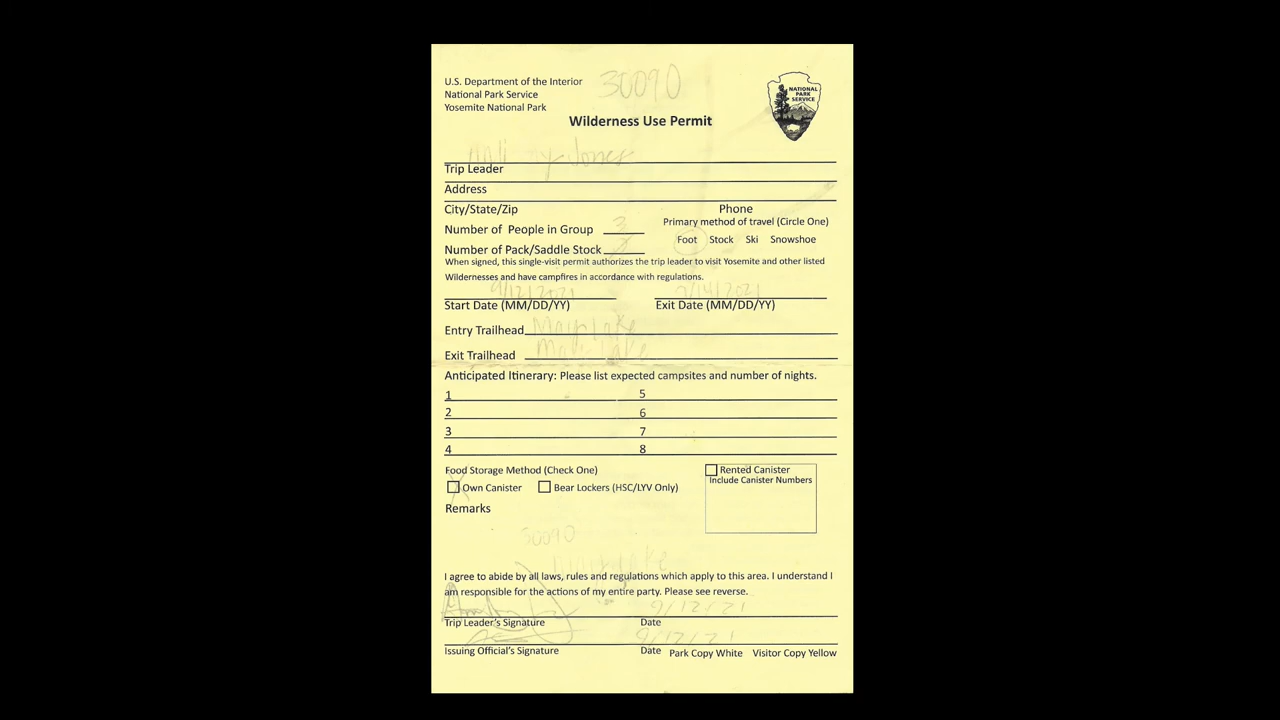 U.S. Department of the Interior
National Park Service
Yosemite National Park
30090
NATIONAL
PARK
SERVICE
Wilderness Use Permit
Jones
Trip Leader
Address
City/State/Zip Phone
Number of People in Group 3
Primary method of travel (Circle One)
Foot Stock Ski Snowshoe
Number of Pack/Saddle Stock
When signed, this single-visit permit authorizes the trip leader to visit Yosemite and other listed
Wildernesses and have campfires in accordance with regulations.
9/12/2021 9/14/2021
Start Date (MM/DD/YY) Exit Date (MM/DD/YY)
Entry Trailhead May Lake
Exit Trailhead May Lake
Anticipated Itinerary: Please list expected campsites and number of nights.
1 5
2 6
3 7
4 8
Food Storage Method (Check One)
X Own Canister Bear Lockers (HSC/LYV Only)
Rented Canister
Include Canister Numbers
Remarks
30090
May Lake
I agree to abide by all laws, rules and regulations which apply to this area. I understand I
am responsible for the actions of my entire party. Please see reverse.
9/12/21
Trip Leader's Signature Date
9/12/21
Issuing Official's Signature Date Park Copy White Visitor Copy Yellow